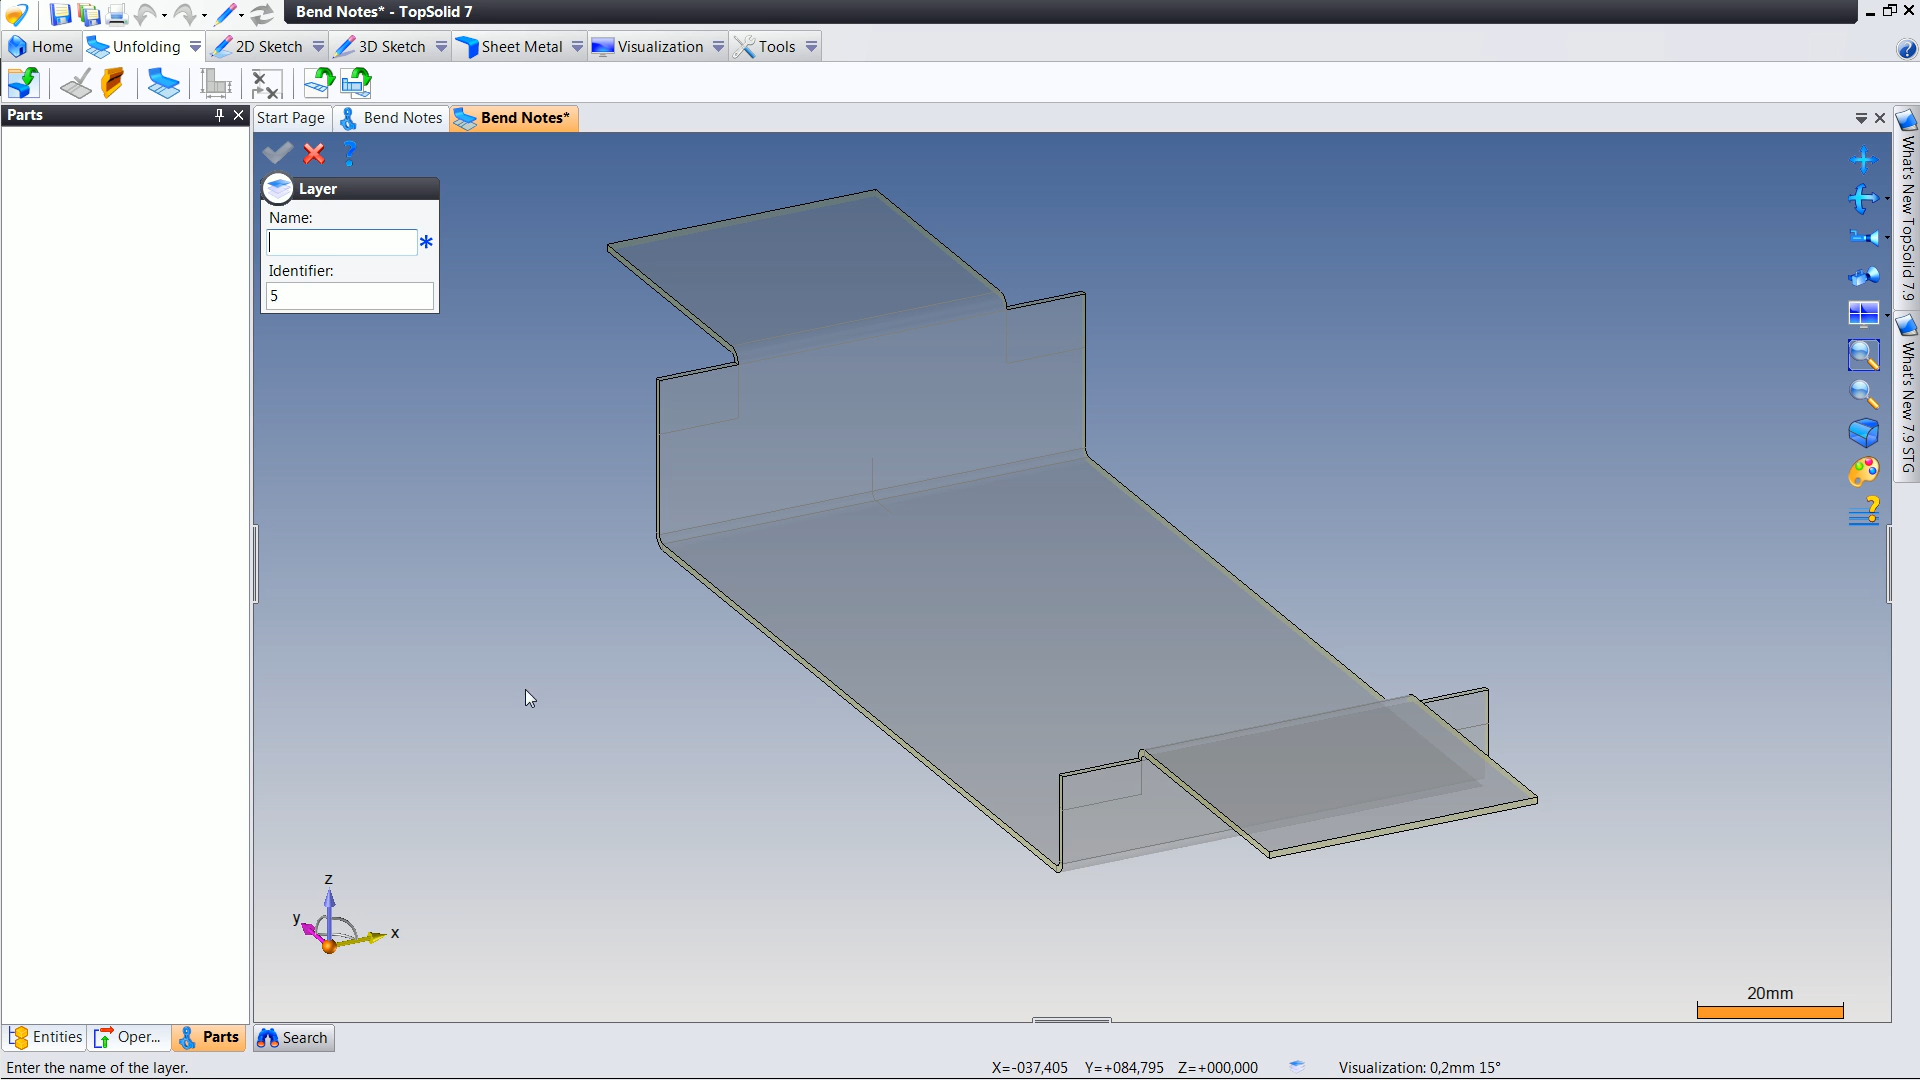 Bend Notes* - TopSolid 7
Home
Unfolding
2D Sketch
3D Sketch
Sheet Metal
Visualization
Tools
Parts
Start Page
Bend Notes
Bend Notes*
Layer
Name:
Identifier:
5
What's New TopSolid 7.9
What's New 7.9 STG
z
y
x
20mm
Entities
Oper...
Parts
Search
Enter the name of the layer.
X=-037,405 Y=+084,795 Z=+000,000
Visualization: 0,2mm 15°